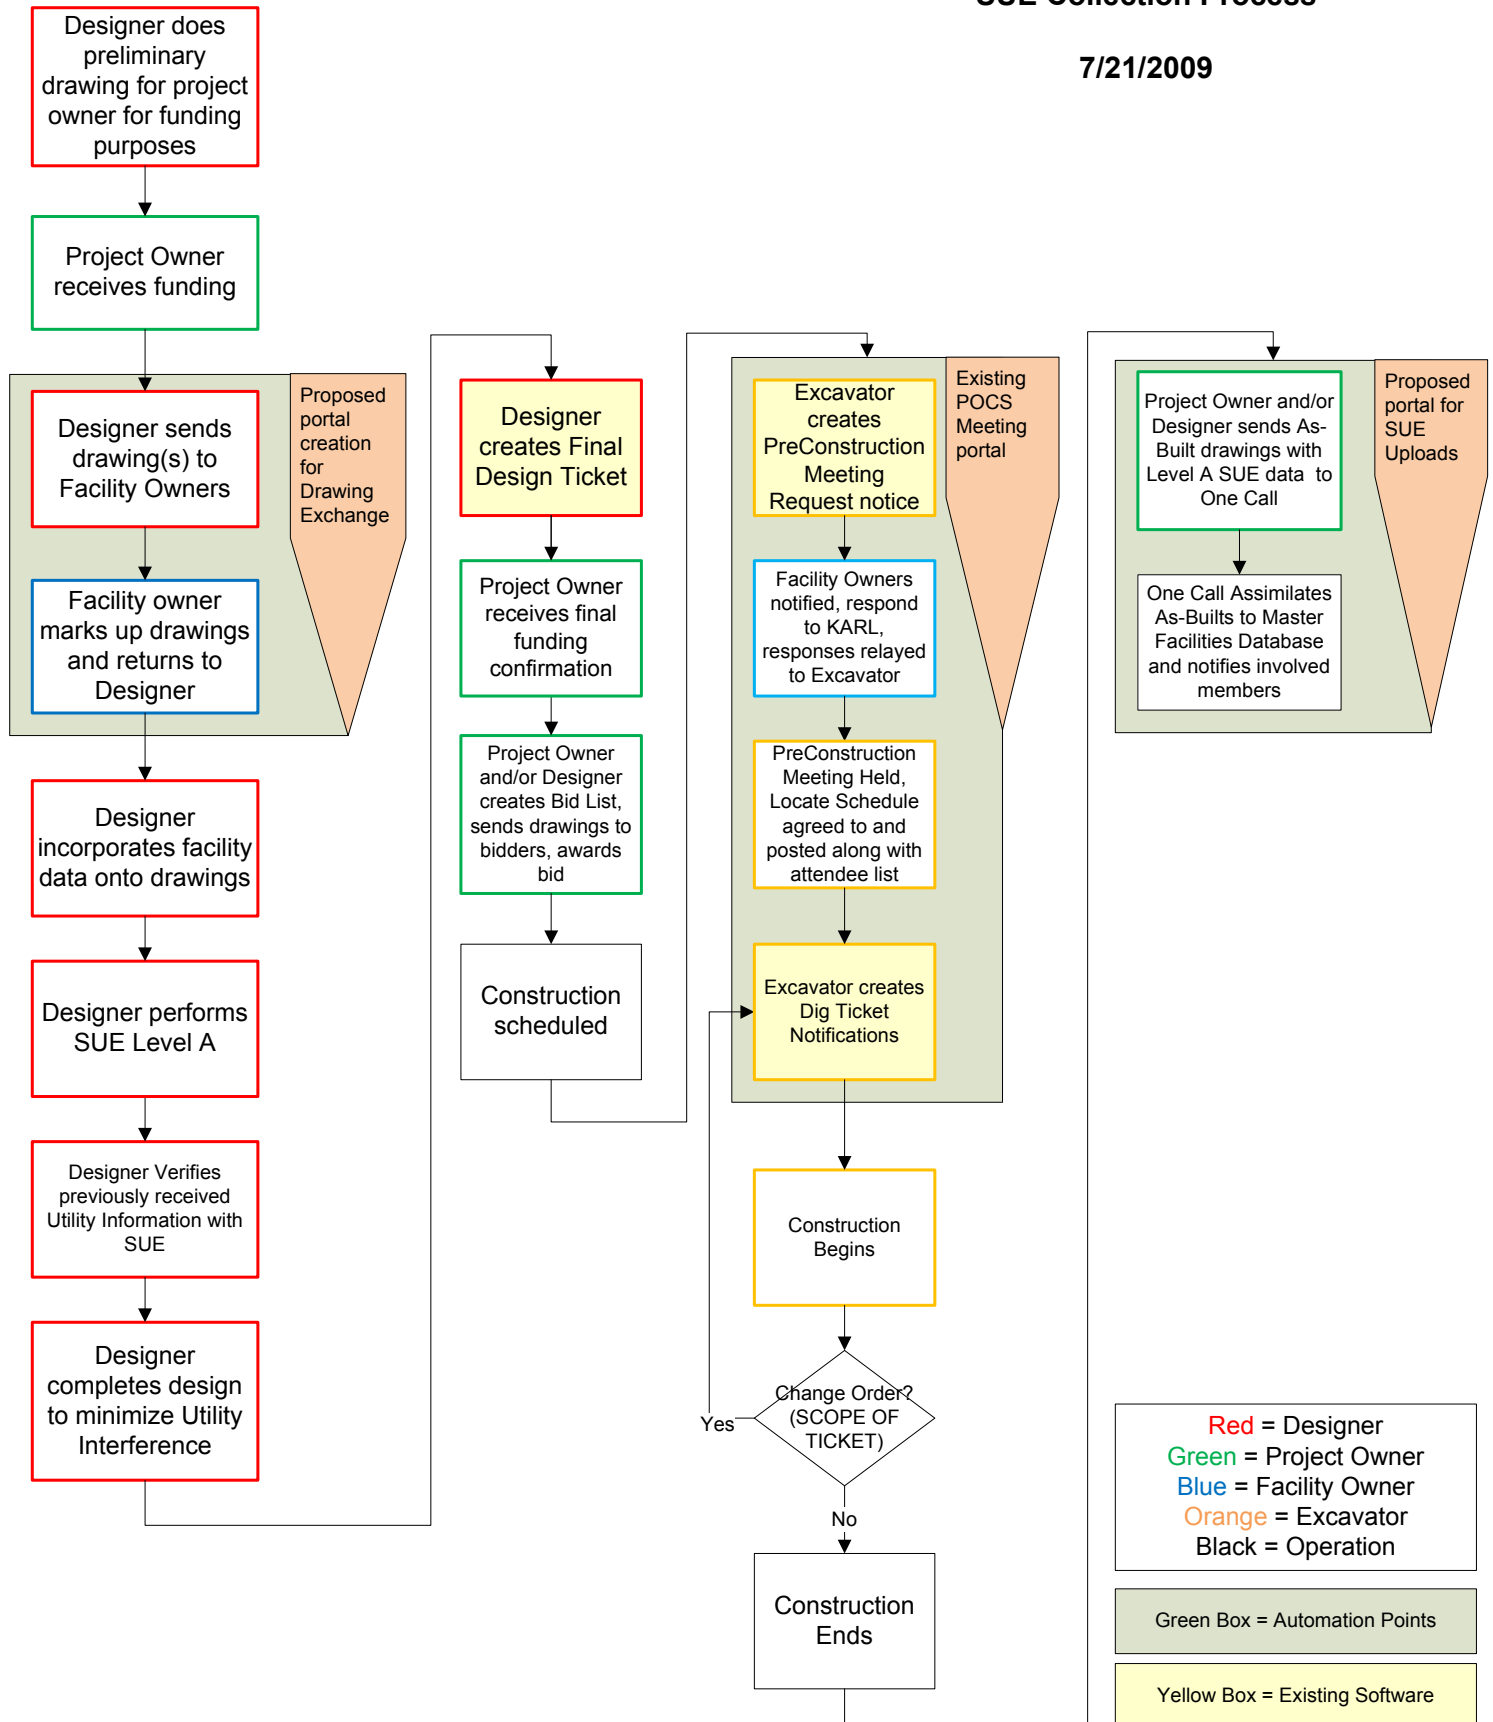 SUE Collection Process
7/21/2009
Designer does
preliminary
drawing for project
owner for funding
purposes
Project Owner
receives funding
Designer sends
drawing(s) to
Facility Owners
Proposed
portal
creation
for
Drawing
Exchange
Facility owner
marks up drawings
and returns to
Designer
Designer
incorporates facility
data onto drawings
Designer performs
SUE Level A
Designer Verifies
previously received
Utility Information with
SUE
Designer
completes design
to minimize Utility
Interference
Designer
creates Final
Design Ticket
Project Owner
receives final
funding
confirmation
Project Owner
and/or Designer
creates Bid List,
sends drawings to
bidders, awards
bid
Construction
scheduled
Excavator
creates
PreConstruction
Meeting
Request notice
Existing
POCS
Meeting
portal
Facility Owners
notified, respond
to KARL,
responses relayed
to Excavator
PreConstruction
Meeting Held,
Locate Schedule
agreed to and
posted along with
attendee list
Excavator creates
Dig Ticket
Notifications
Construction
Begins
Change Order?
(SCOPE OF
TICKET)
Yes
No
Construction
Ends
Project Owner and/or
Designer sends As-
Built drawings with
Level A SUE data to
One Call
Proposed
portal for
SUE
Uploads
One Call Assimilates
As-Builts to Master
Facilities Database
and notifies involved
members
Red = Designer
Green = Project Owner
Blue = Facility Owner
Orange = Excavator
Black = Operation
Green Box = Automation Points
Yellow Box = Existing Software